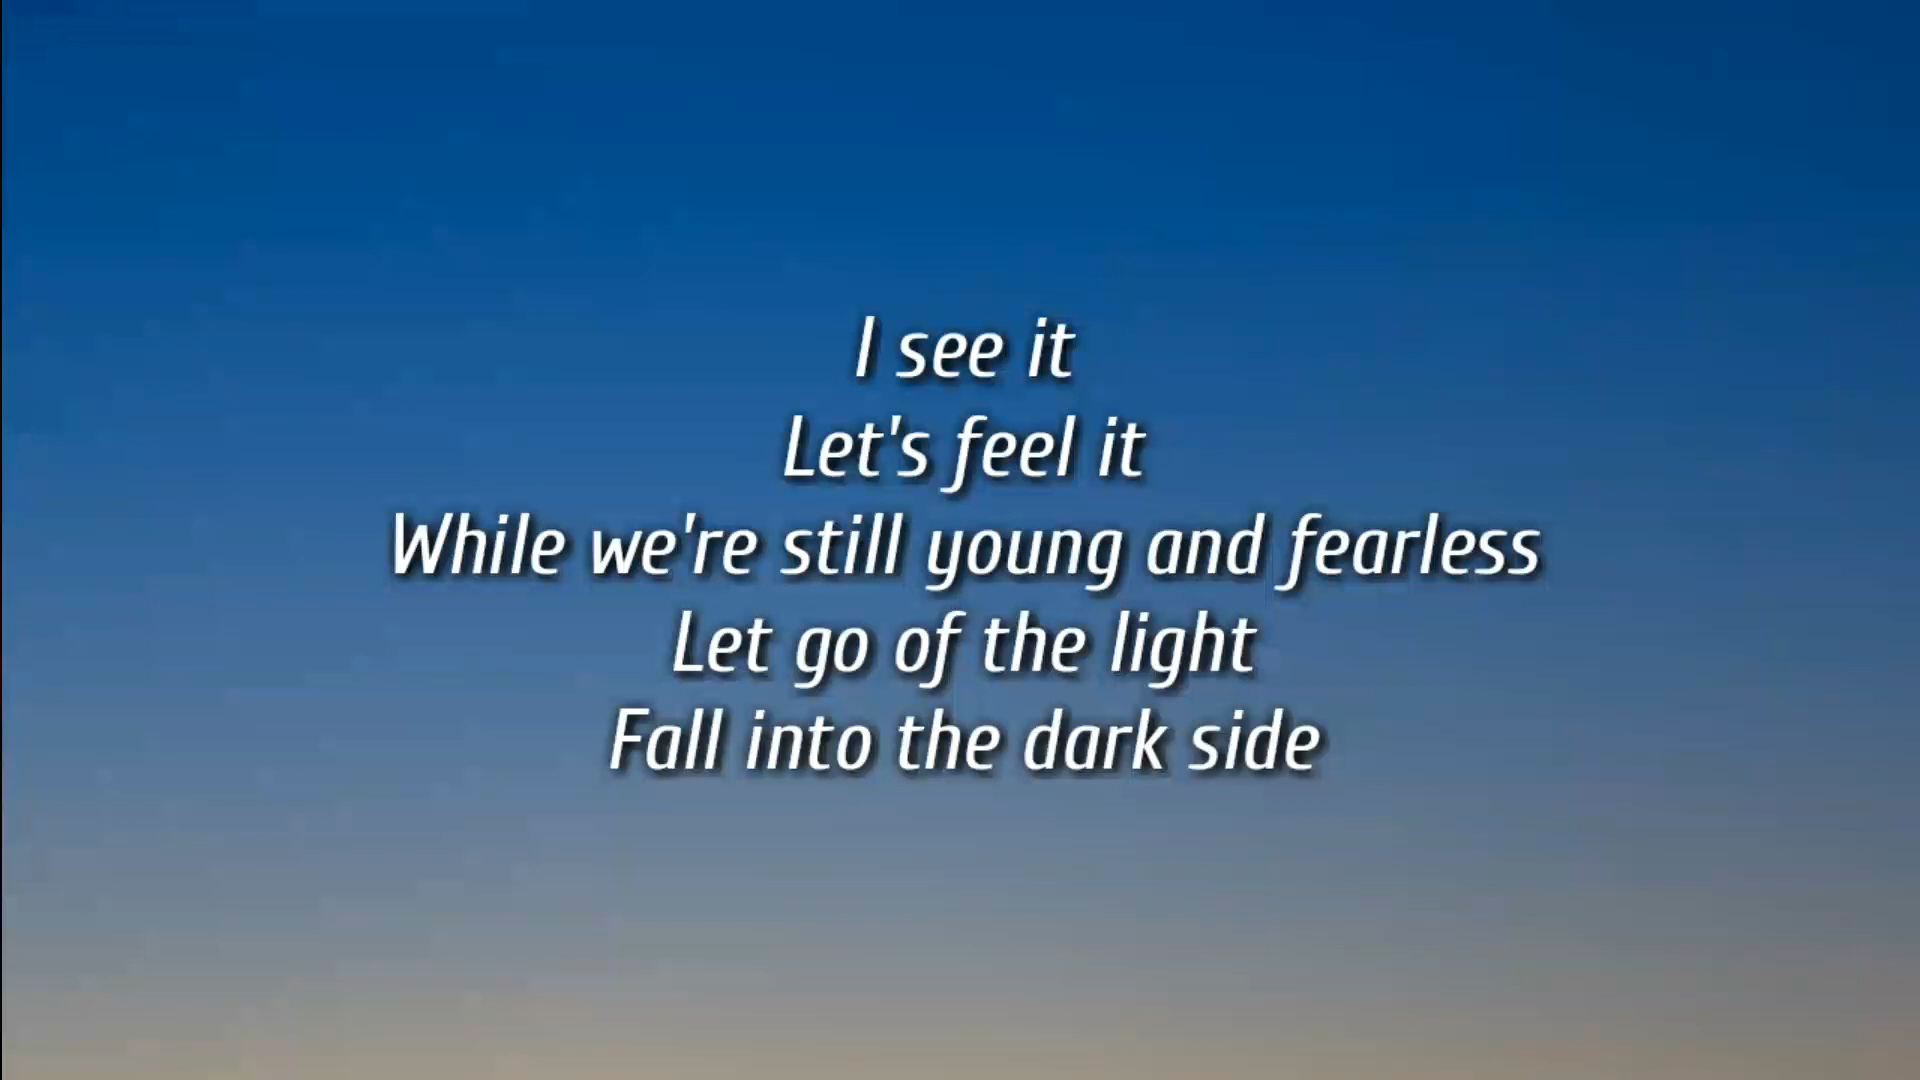 I see it
Let's feel it
While we're still young and fearless
Let go of the light
Fall into the dark side